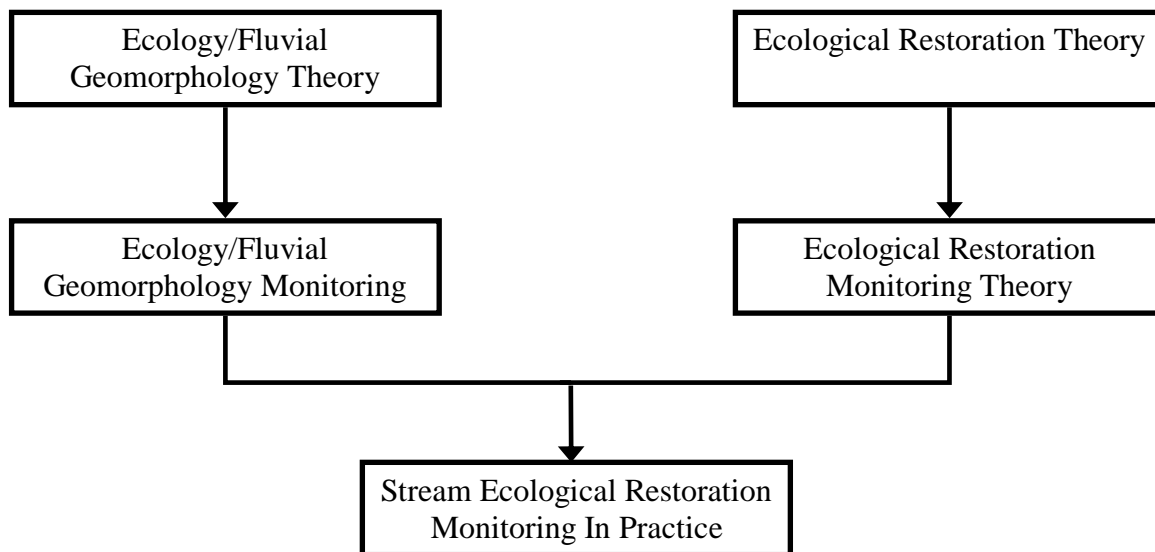 Ecology/Fluvial
Geomorphology Theory
Ecological Restoration Theory
Ecology/Fluvial
Geomorphology Monitoring
Ecological Restoration
Monitoring Theory
Stream Ecological Restoration
Monitoring In Practice